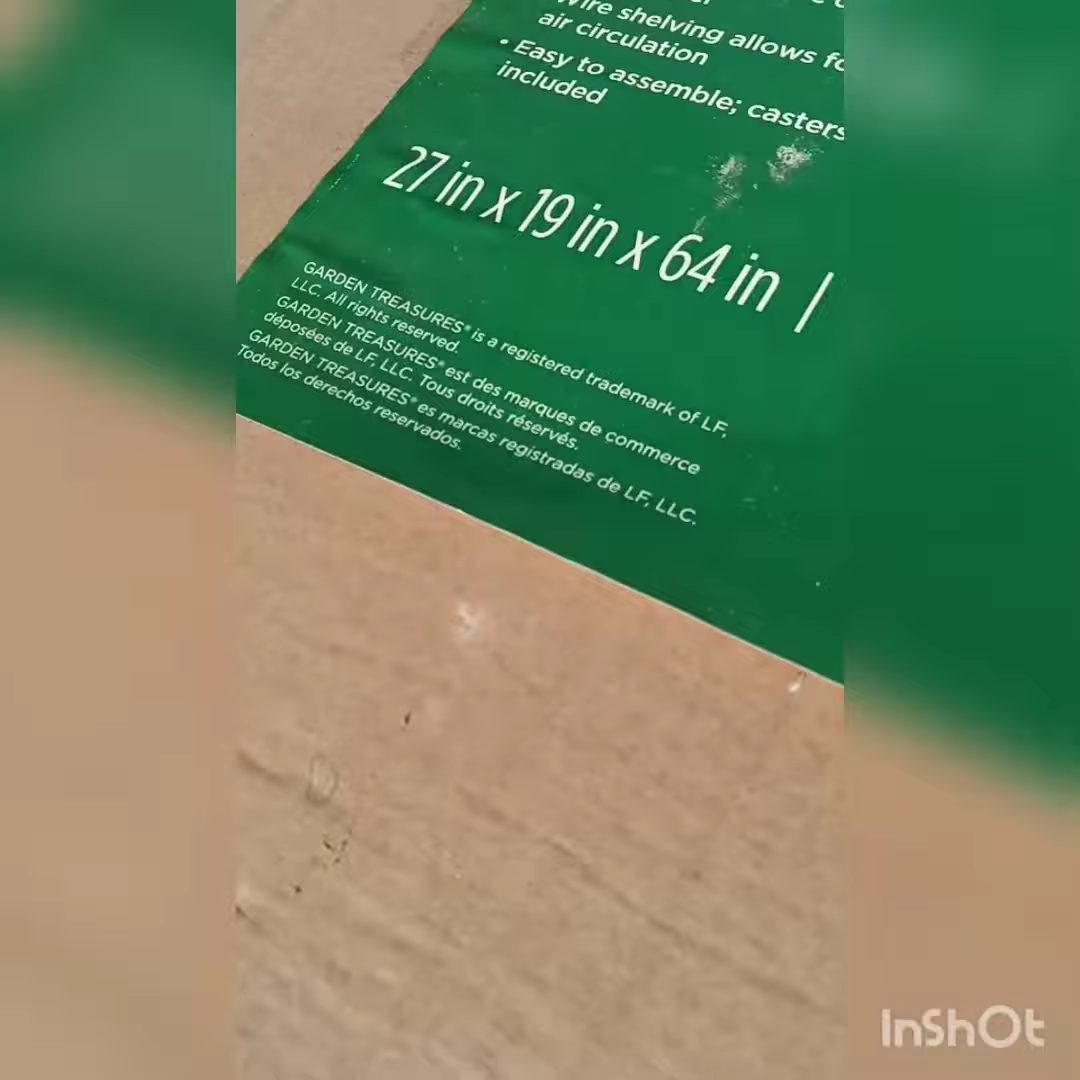 Wire shelving allows
air circulation
• Easy to assemble; casters
included
27 in x 19 in x 64 in |
GARDEN TREASURES® is a registered trademark of LF,
LLC. All rights reserved.
GARDEN TREASURES® est des marques de commerce
déposées de LF, LLC. Tous droits réservés.
GARDEN TREASURES® es marcas registradas de LF, LLC.
Todos los derechos reservados.
InShOt